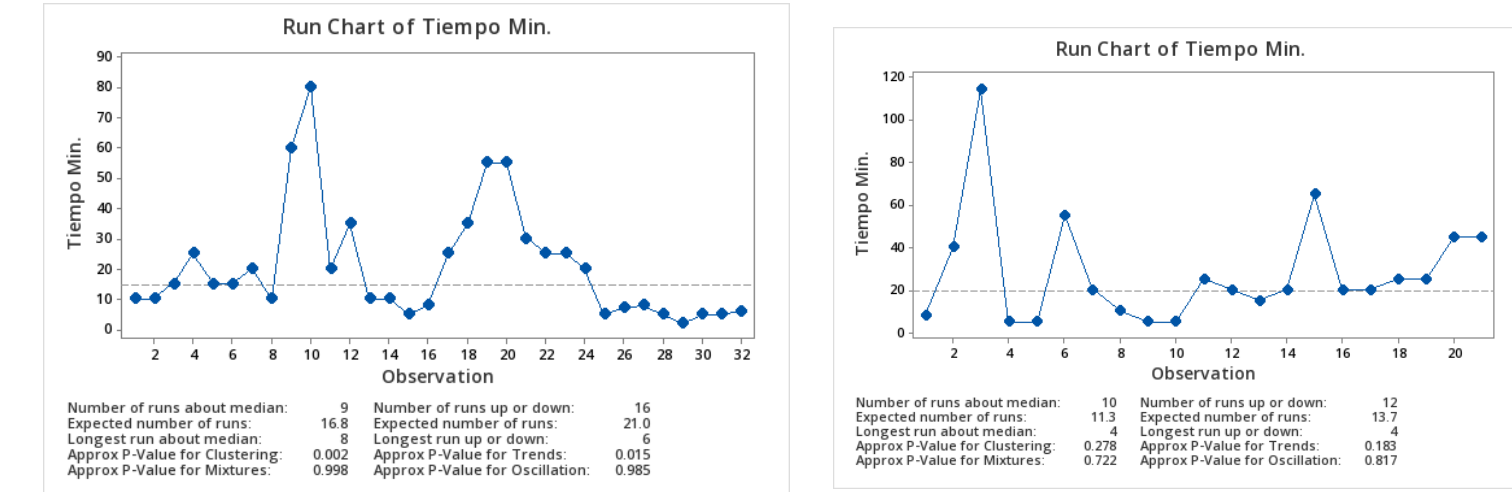 Run Chart of Tiempo Min.
90
80
70
60
50
40
30
20
10
0
Tiempo Min.
2 4 6 8 10 12 14 16 18 20 22 24 26 28 30 32
Observation
Number of runs about median: 9 Number of runs up or down: 16
Expected number of runs: 16.8 Expected number of runs: 21.0
Longest run about median: 8 Longest run up or down: 6
Approx P-Value for Clustering: 0.002 Approx P-Value for Trends: 0.015
Approx P-Value for Mixtures: 0.998 Approx P-Value for Oscillation: 0.985
Run Chart of Tiempo Min.
120
100
80
60
40
20
0
Tiempo Min.
2 4 6 8 10 12 14 16 18 20
Observation
Number of runs about median: 10 Number of runs up or down: 12
Expected number of runs: 11.3 Expected number of runs: 13.7
Longest run about median: 4 Longest run up or down: 4
Approx P-Value for Clustering: 0.278 Approx P-Value for Trends: 0.183
Approx P-Value for Mixtures: 0.722 Approx P-Value for Oscillation: 0.817